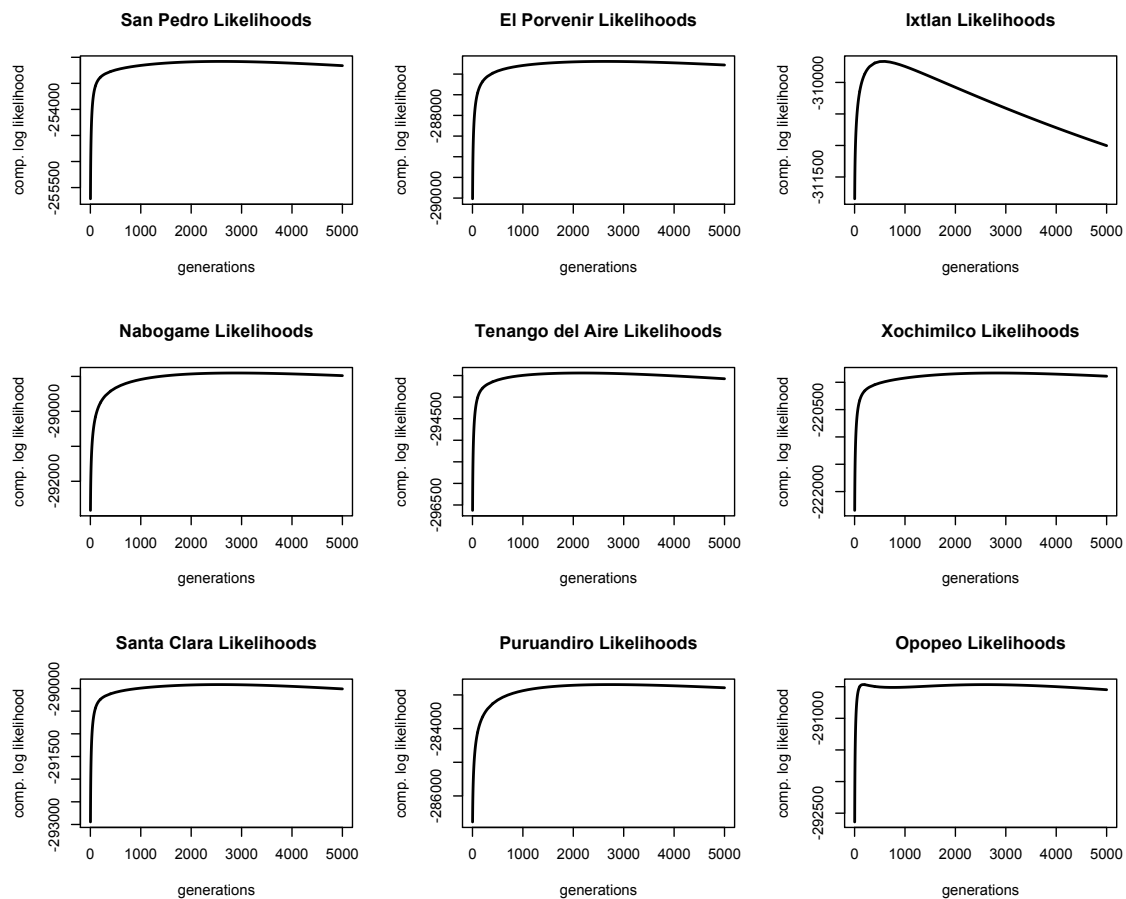 San Pedro Likelihoods
comp. log likelihood
-255500
-254000
0 1000 2000 3000 4000 5000
generations
El Porvenir Likelihoods
comp. log likelihood
-290000
-288000
0 1000 2000 3000 4000 5000
generations
Ixtlan Likelihoods
comp. log likelihood
-311500
-310000
0 1000 2000 3000 4000 5000
generations
Nabogame Likelihoods
comp. log likelihood
-292000
-290000
0 1000 2000 3000 4000 5000
generations
Tenango del Aire Likelihoods
comp. log likelihood
-296500
-294500
0 1000 2000 3000 4000 5000
generations
Xochimilco Likelihoods
comp. log likelihood
-222000
-220500
0 1000 2000 3000 4000 5000
generations
Santa Clara Likelihoods
comp. log likelihood
-293000
-291500
-290000
0 1000 2000 3000 4000 5000
generations
Puruandiro Likelihoods
comp. log likelihood
-286000
-284000
0 1000 2000 3000 4000 5000
generations
Opopeo Likelihoods
comp. log likelihood
-292500
-291000
0 1000 2000 3000 4000 5000
generations